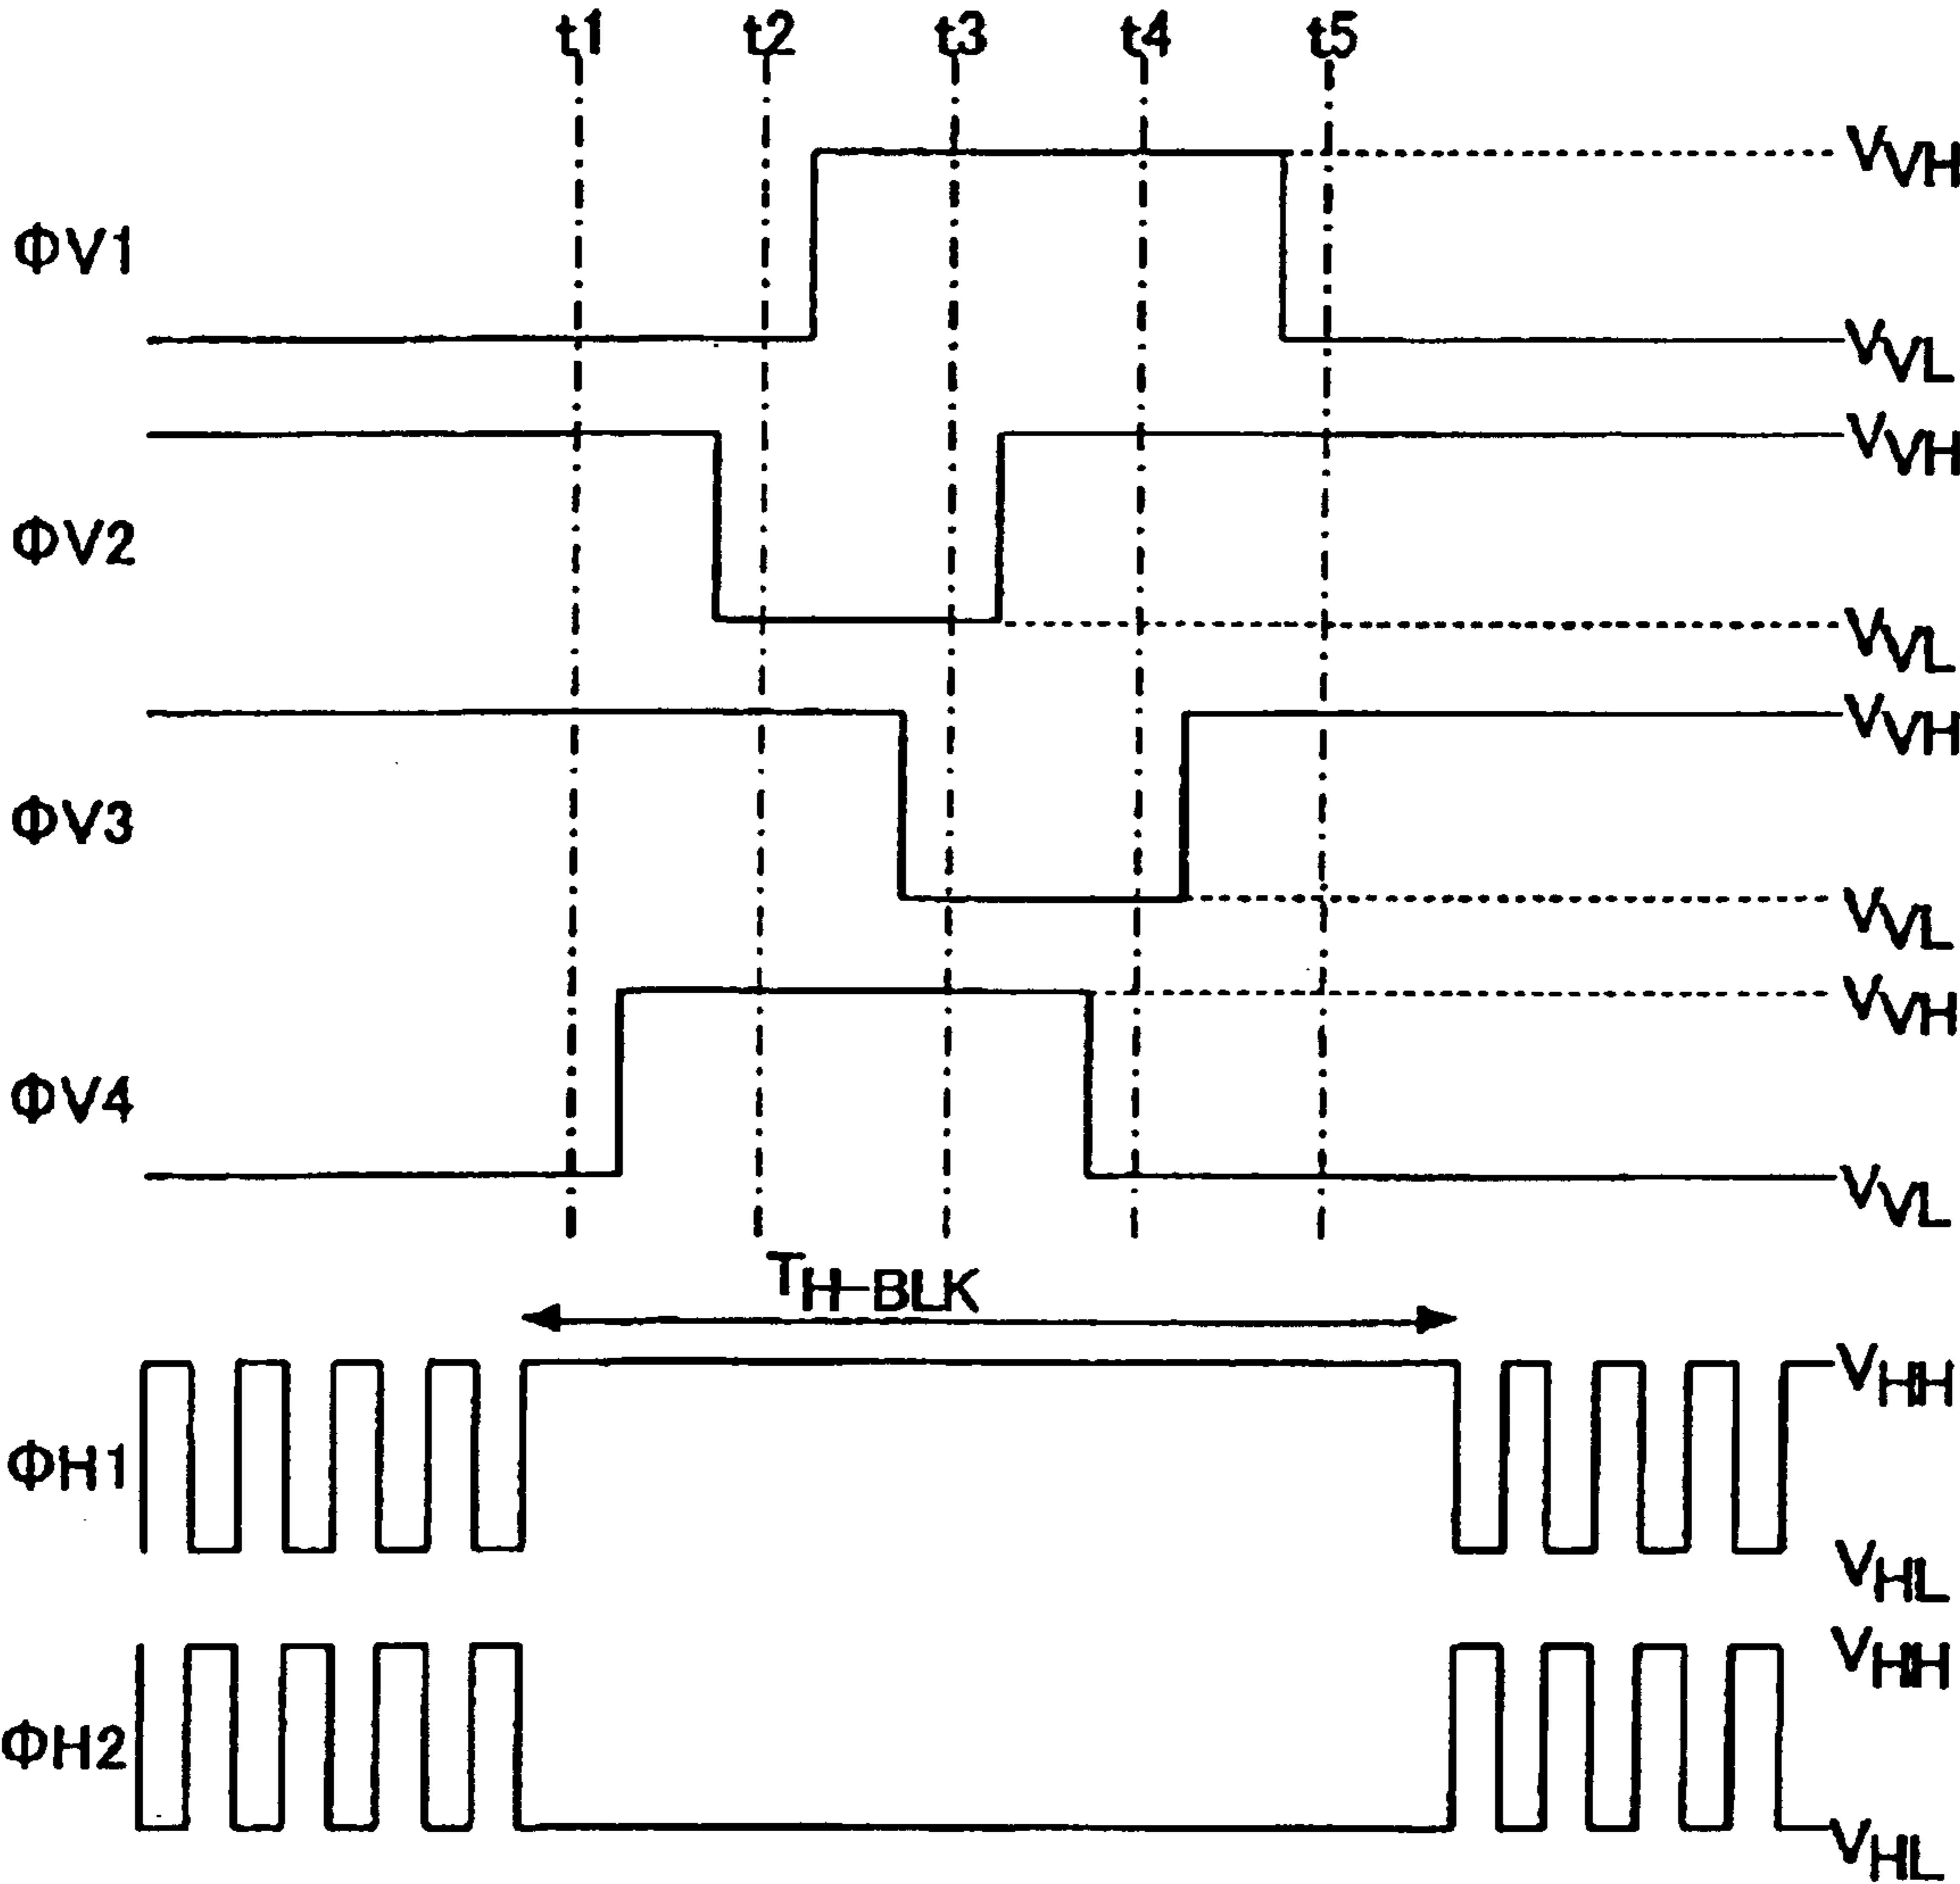 t1 t2 t3 t4 t5
VVH
ΦV1
VVL
VVH
ΦV2
VVL
VVH
ΦV3
VVL
VVH
ΦV4
VVL
TH-BLK
VHH
ΦH1
VHL
VHH
ΦH2
VHL